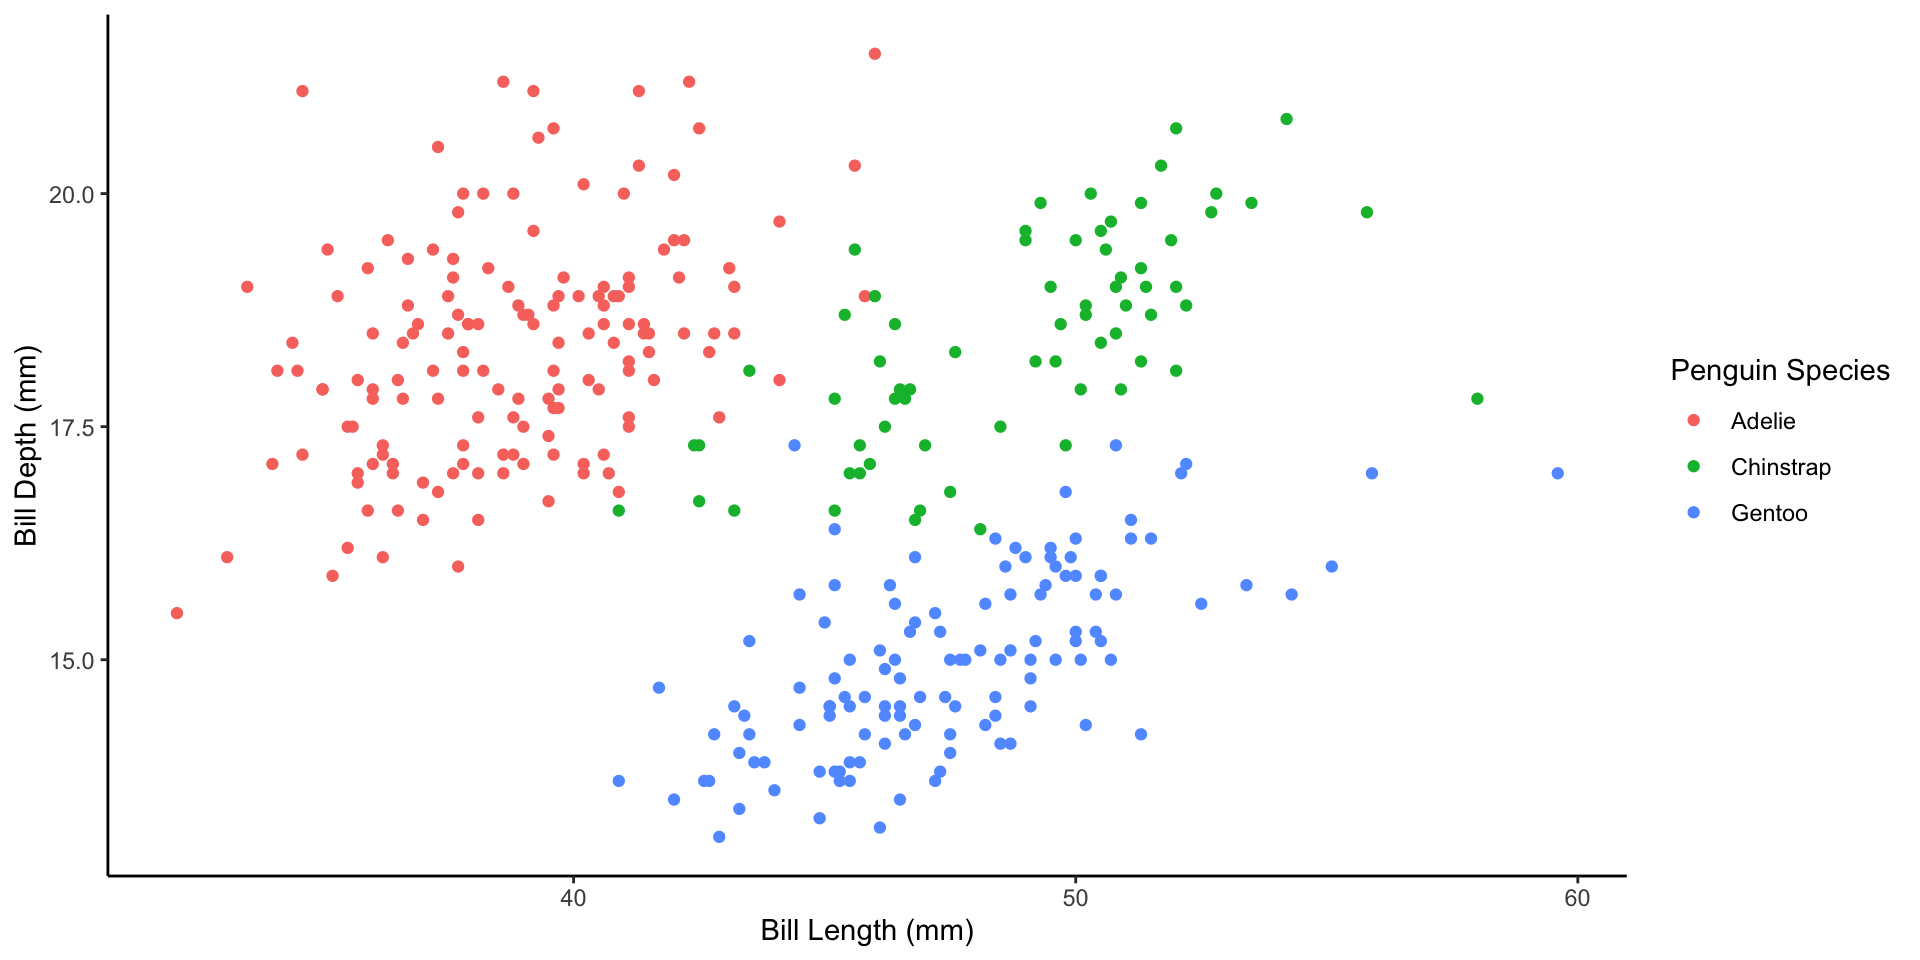 20.0
17.5
15.0
Bill Depth (mm)
40 50 60
Bill Length (mm)
Penguin Species
Adelie
Chinstrap
Gentoo